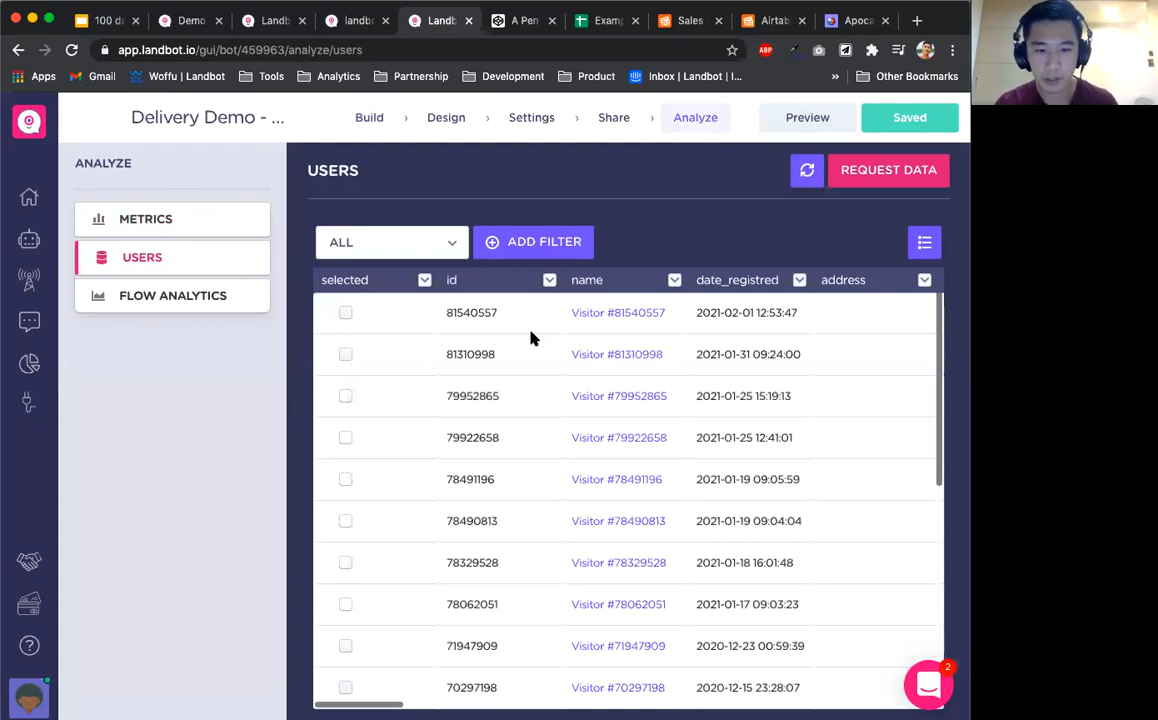 100 da
Demo
Landb
landbo
Landb
A Pen
Examp
Sales
Airtab
Apoca
app.landbot.io/gui/bot/459963/analyze/users
ABP
Apps
Gmail
Woffu | Landbot
Tools
Analytics
Partnership
Development
Product
Inbox | Landbot | I...
»
Other Bookmarks
Delivery Demo - ...
Build
Design
Settings
Share
Analyze
Preview
Saved
ANALYZE
METRICS
USERS
FLOW ANALYTICS
USERS
REQUEST DATA
ALL
ADD FILTER
selected id name date_registred address
81540557 Visitor #81540557 2021-02-01 12:53:47
81310998 Visitor #81310998 2021-01-31 09:24:00
79952865 Visitor #79952865 2021-01-25 15:19:13
79922658 Visitor #79922658 2021-01-25 12:41:01
78491196 Visitor #78491196 2021-01-19 09:05:59
78490813 Visitor #78490813 2021-01-19 09:04:04
78329528 Visitor #78329528 2021-01-18 16:01:48
78062051 Visitor #78062051 2021-01-17 09:03:23
71947909 Visitor #71947909 2020-12-23 00:59:39
70297198 Visitor #70297198 2020-12-15 23:28:07
2